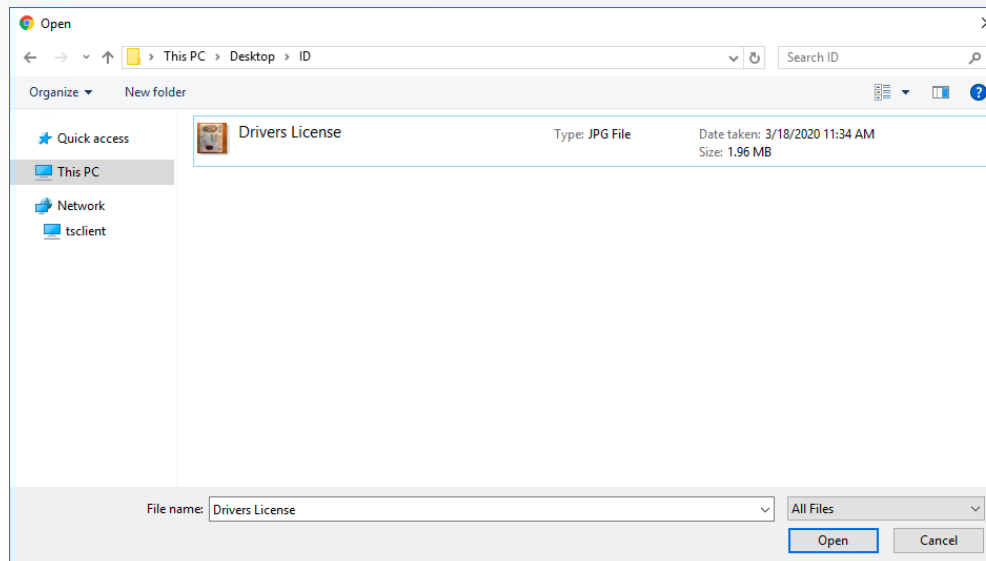 Open
This PC > Desktop > ID
Search ID
Organize
New folder
?
Quick access
This PC
Network
tsclient
Drivers License
Type: JPG File
Date taken: 3/18/2020 11:34 AM
Size: 1.96 MB
File name: Drivers License
All Files
Open
Cancel